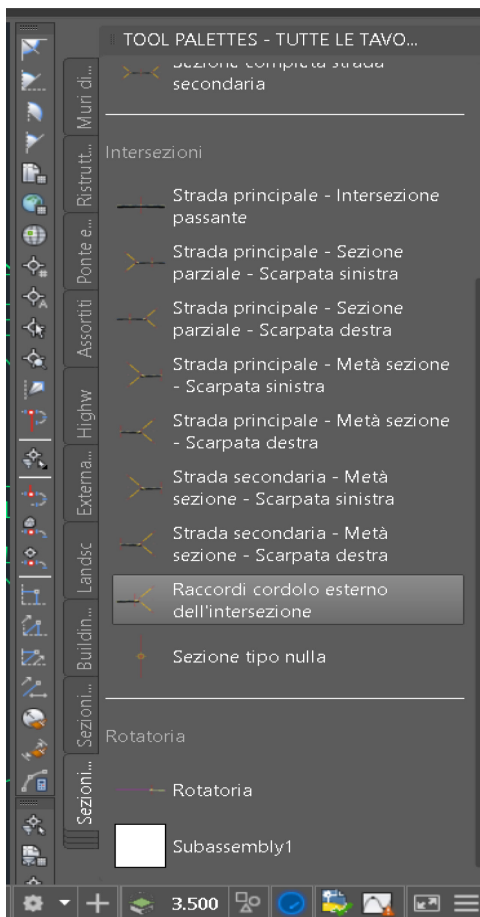 TOOL PALETTES - TUTTE LE TAVO...
Sezione completa strada
secondaria
Intersezioni
Strada principale - Intersezione
passante
Strada principale - Sezione
parziale - Scarpata sinistra
Strada principale - Sezione
parziale - Scarpata destra
Strada principale - Metà sezione
- Scarpata sinistra
Strada principale - Metà sezione
- Scarpata destra
Strada secondaria - Metà
sezione - Scarpata sinistra
Strada secondaria - Metà
sezione - Scarpata destra
Raccordi cordolo esterno
dell'intersezione
Sezione tipo nulla
Rotatoria
Rotatoria
Subassembly1
Muri di...
Ristrutt...
Ponte e...
Assortiti
Highw
Externa...
Landsc
Buildin...
Sezioni...
Sezioni...
3.500